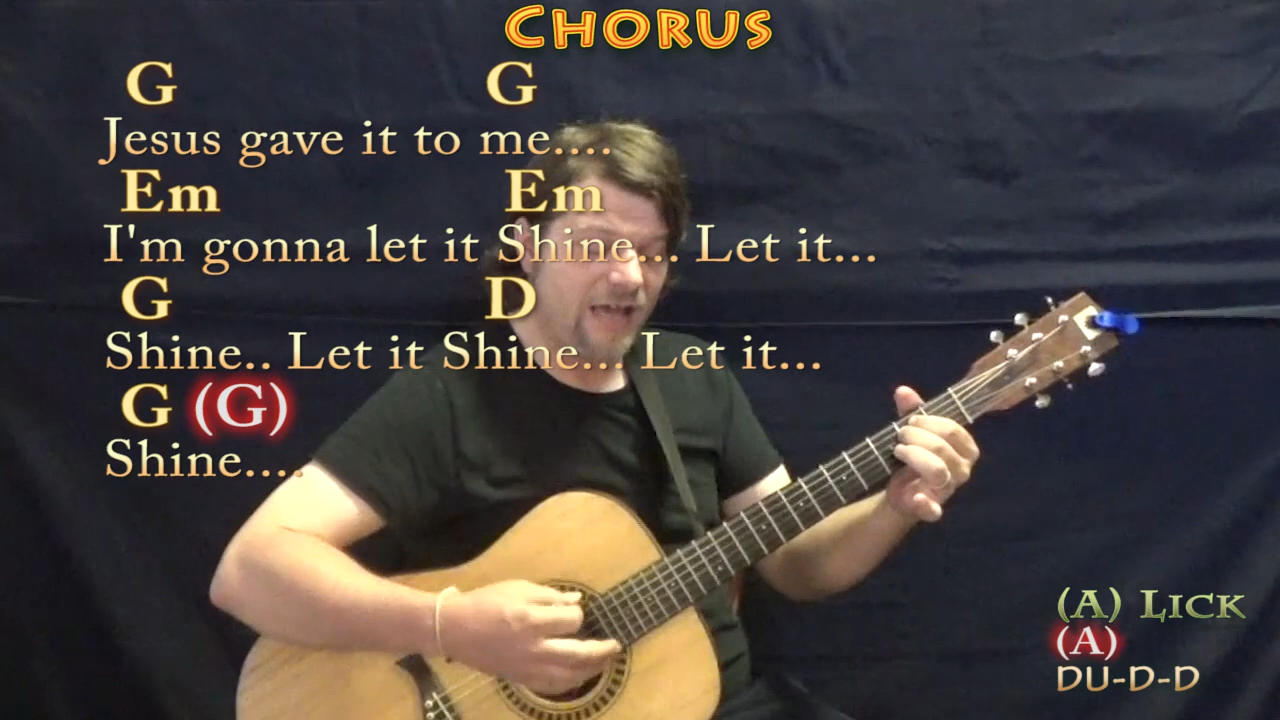 CHORUS
G G
Jesus gave it to me....
Em Em
I'm gonna let it Shine... Let it...
G D
Shine.. Let it Shine... Let it...
G (G)
Shine....
(A) LICK
(A)
DU-D-D